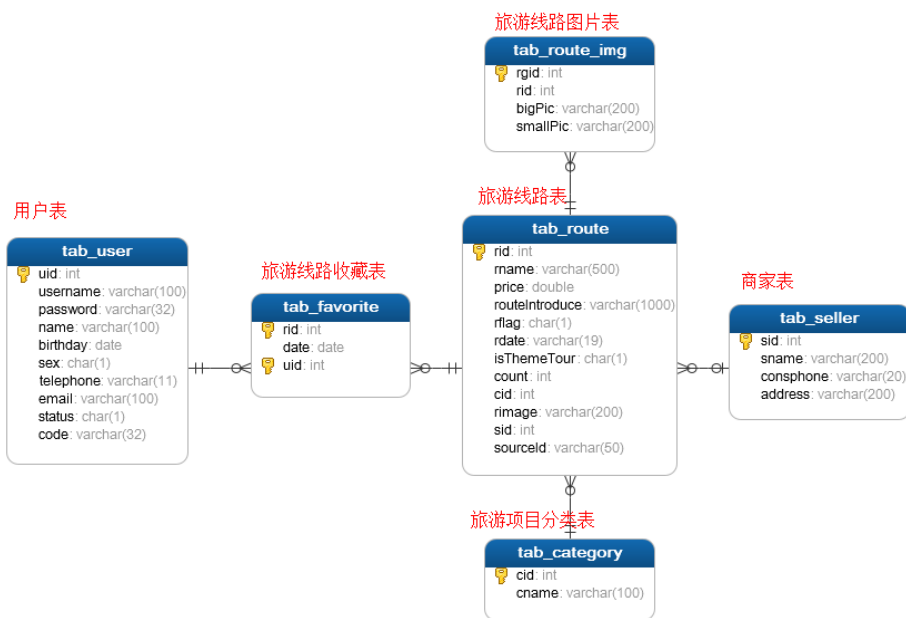 旅游线路图片表
tab_route_img
rgid: int
rid: int
bigPic: varchar(200)
smallPic: varchar(200)
用户表
tab_user
uid: int
username: varchar(100)
password: varchar(32)
name: varchar(100)
birthday: date
sex: char(1)
telephone: varchar(11)
email: varchar(100)
status: char(1)
code: varchar(32)
旅游线路收藏表
tab_favorite
rid: int
date: date
uid: int
旅游线路表
tab_route
rid: int
rname: varchar(500)
price: double
routeIntroduce: varchar(1000)
rflag: char(1)
rdate: varchar(19)
isThemeTour: char(1)
count: int
cid: int
rimage: varchar(200)
sid: int
sourceId: varchar(50)
商家表
tab_seller
sid: int
sname: varchar(200)
consphone: varchar(20)
address: varchar(200)
旅游项目分类表
tab_category
cid: int
cname: varchar(100)